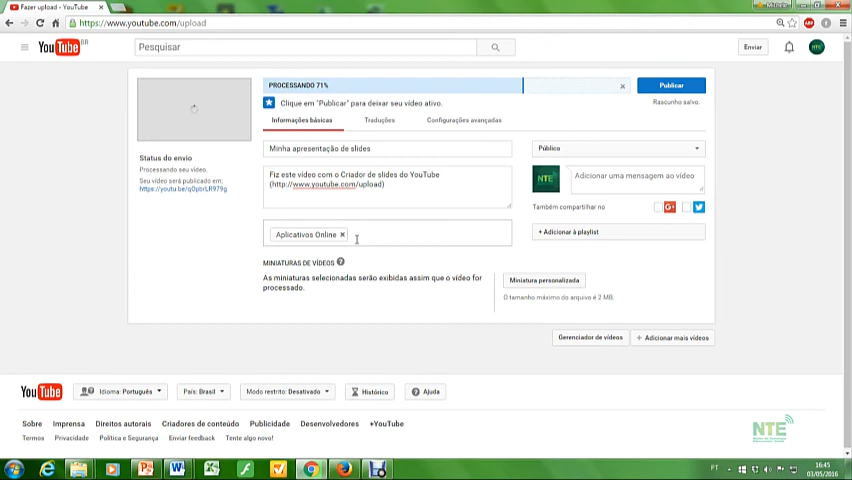 Fazer upload - YouTube
https://www.youtube.com/upload
ABP
YouTube BR
Pesquisar
Enviar
NTE
PROCESSANDO 71%
Publicar
Clique em "Publicar" para deixar seu vídeo ativo.
Rascunho salvo.
Informações básicas
Traduções
Configurações avançadas
Minha apresentação de slides
Público
Status do envio
Processando seu vídeo.
Seu vídeo será publicado em:
Fiz este vídeo com o Criador de slides do YouTube
(http://www.youtube.com/upload)
NTE
Adicionar uma mensagem ao vídeo
Também compartilhar no
G+
Aplicativos Online
+ Adicionar à playlist
MINIATURAS DE VÍDEOS
As miniaturas selecionadas serão exibidas assim que o vídeo for
processado.
Miniatura personalizada
O tamanho máximo do arquivo é 2 MB.
Gerenciador de vídeos
+ Adicionar mais vídeos
YouTube
Idioma: Português
País: Brasil
Modo restrito: Desativado
Histórico
Ajuda
Sobre
Imprensa
Direitos autorais
Criadores de conteúdo
Publicidade
Desenvolvedores
+YouTube
Termos
Privacidade
Política e Segurança
Enviar feedback
Tente algo novo!
NTE
PT
16:45
03/05/2016